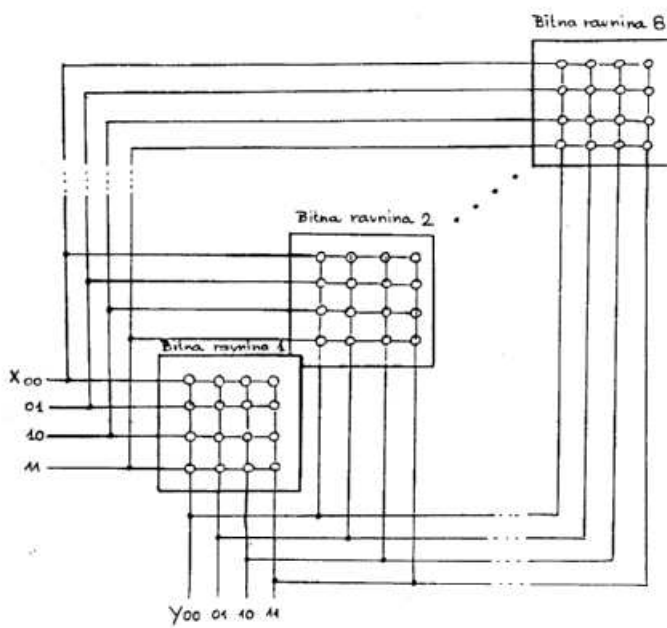 Bitna ravnina 8
Bitna ravnina 2
Bitna ravnina 1
X 00
01
10
11
Y00 01 10 11